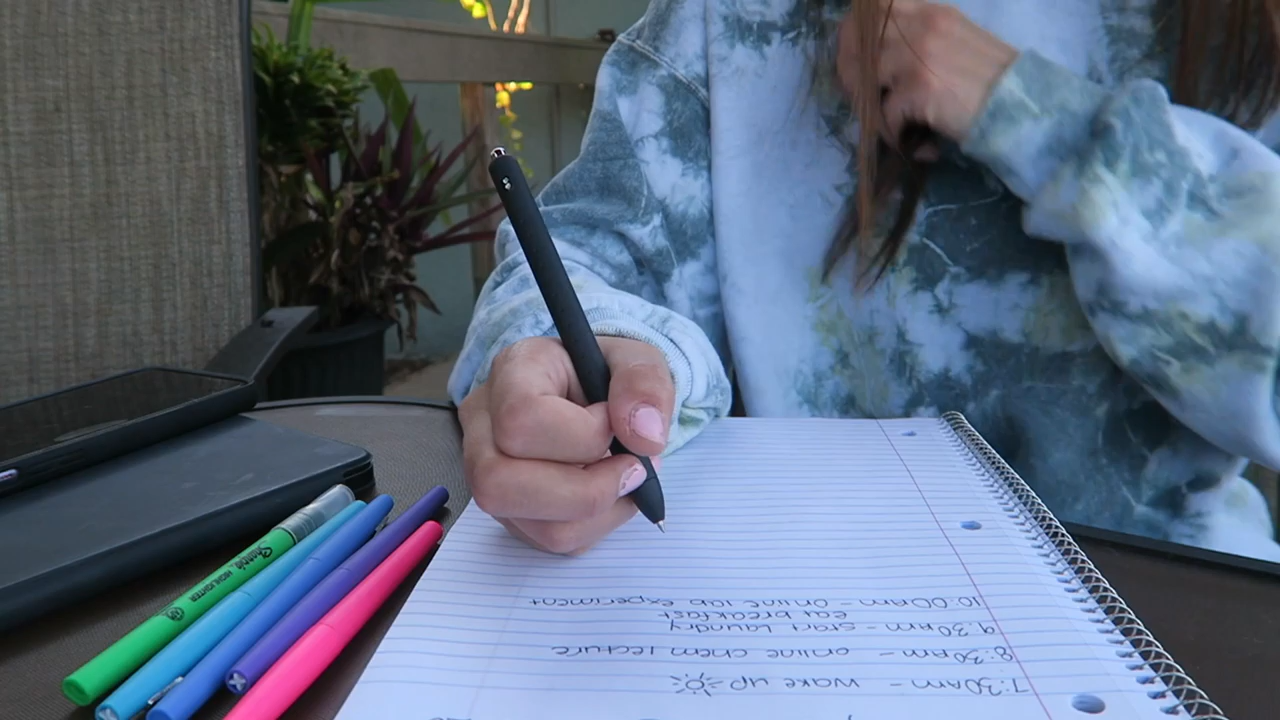 7:30am - wake up
8:30am - online chem lecture
9:30am - start laundry
eat breakfast
10:00am - online lab experiment
Sharpie
HIGHLIGHTER